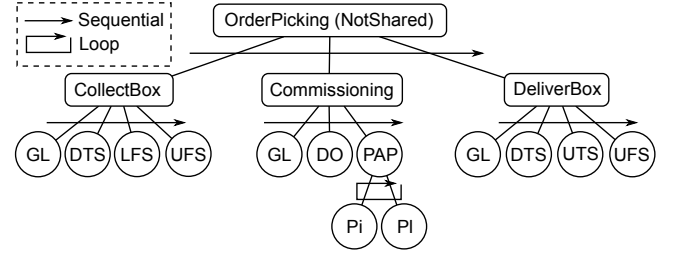 Sequential
Loop
OrderPicking (NotShared)
CollectBox
Commissioning
DeliverBox
GL DTS LFS UFS
GL DO PAP
GL DTS UTS UFS
Pi Pl